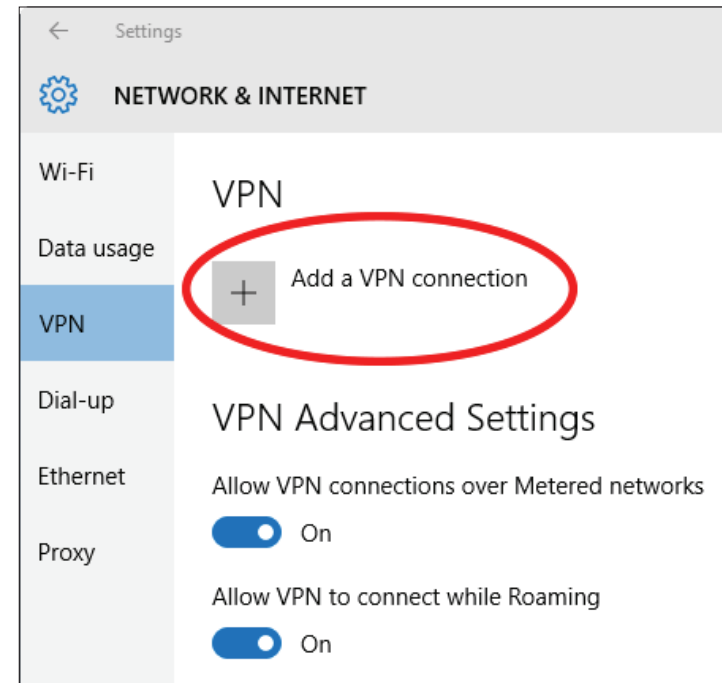 Settings
NETWORK & INTERNET
Wi-Fi
Data usage
VPN
Dial-up
Ethernet
Proxy
VPN
Add a VPN connection
VPN Advanced Settings
Allow VPN connections over Metered networks
On
Allow VPN to connect while Roaming
On